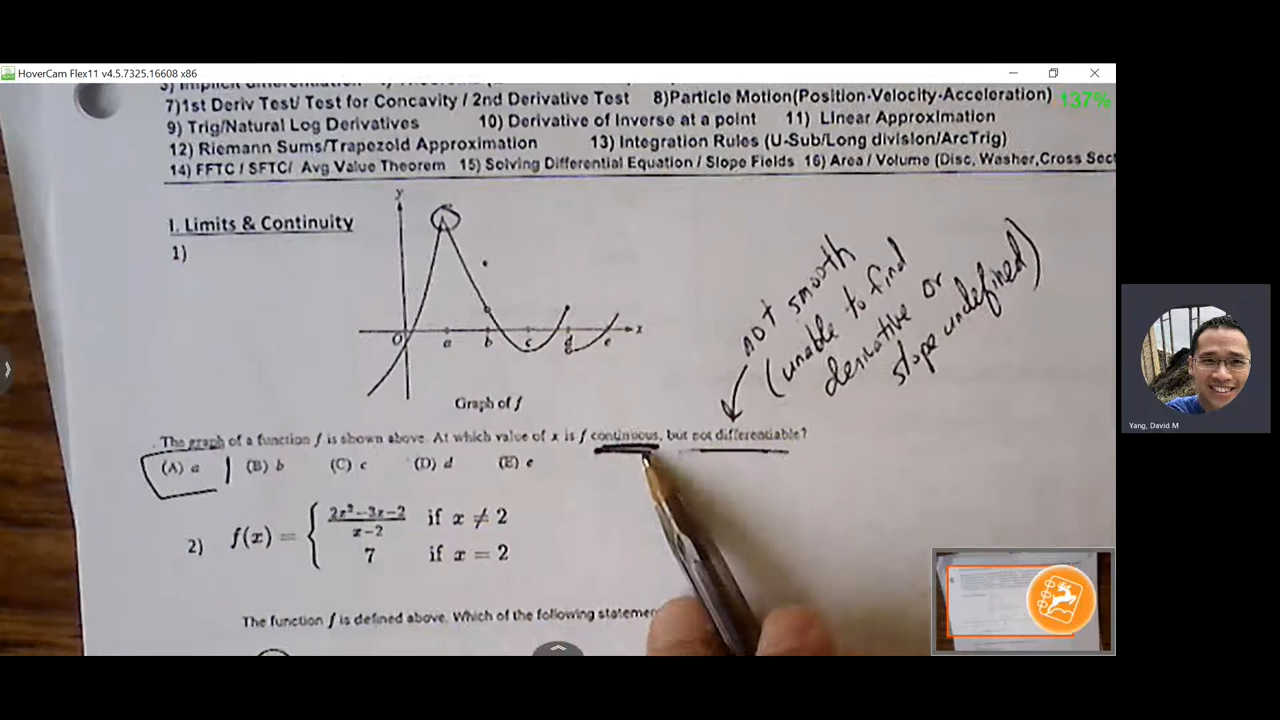 HoverCam Flex11 v4.5.7325.16608 x86
137%
7)1st Deriv Test/ Test for Concavity / 2nd Derivative Test 8)Particle Motion(Position-Velocity-Acceleration)
9) Trig/Natural Log Derivatives 10) Derivative of Inverse at a point 11) Linear Approximation
12) Riemann Sums/Trapezoid Approximation 13) Integration Rules (U-Sub/Long division/ArcTrig)
14) FFTC / SFTC/ Avg Value Theorem 15) Solving Differential Equation / Slope Fields 16) Area / Volume (Disc, Washer,Cross Sect
I. Limits & Continuity
1)
y
O a b c d e x
Graph of f
not smooth
(unable to find
derivative or
slope undefined)
The graph of a function f is shown above. At which value of x is f continuous, but not differentiable?
(A) a (B) b (C) c (D) d (E) e
2) f(x) = { 2x²-3x-2 / x-2 if x ≠ 2
7 if x = 2
The function f is defined above. Which of the following statemen
Yang, David M